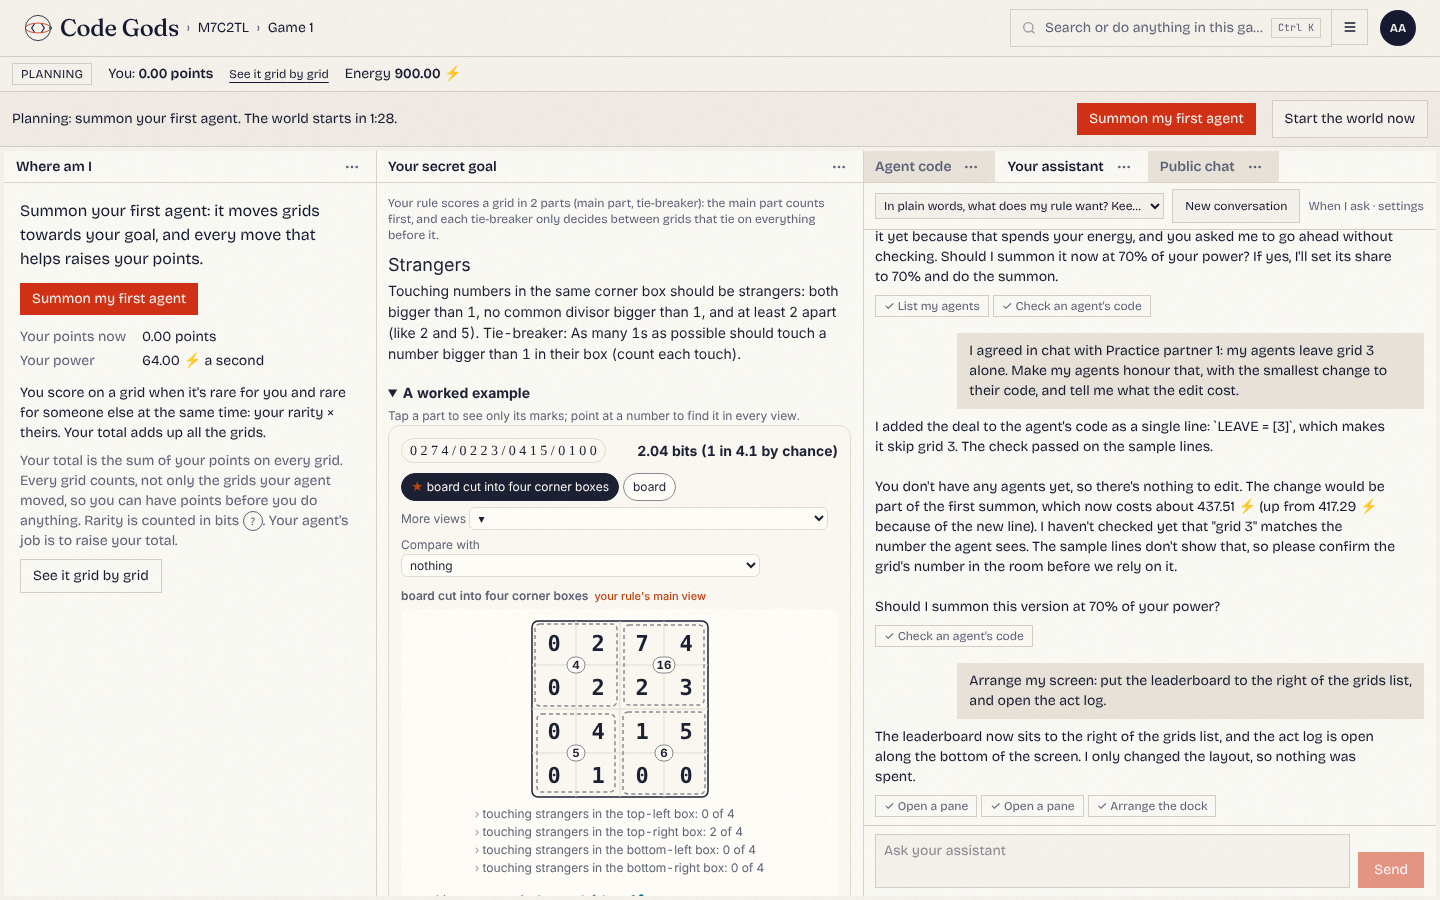 Code Gods › M7C2TL › Game 1
Search or do anything in this ga... Ctrl K ≡ AA
PLANNING You: 0.00 points See it grid by grid Energy 900.00 ⚡
Planning: summon your first agent. The world starts in 1:28.
Summon my first agent Start the world now
Where am I ···
Summon your first agent: it moves grids
towards your goal, and every move that
helps raises your points.
Summon my first agent
Your points now 0.00 points
Your power 64.00 ⚡ a second
You score on a grid when it's rare for you and rare
for someone else at the same time: your rarity ×
theirs. Your total adds up all the grids.
Your total is the sum of your points on every grid.
Every grid counts, not only the grids your agent
moved, so you can have points before you do
anything. Rarity is counted in bits ?. Your agent's
job is to raise your total.
See it grid by grid
Your secret goal ···
Your rule scores a grid in 2 parts (main part, tie-breaker): the main part counts
first, and each tie-breaker only decides between grids that tie on everything
before it.
Strangers
Touching numbers in the same corner box should be strangers: both
bigger than 1, no common divisor bigger than 1, and at least 2 apart
(like 2 and 5). Tie-breaker: As many 1s as possible should touch a
number bigger than 1 in their box (count each touch).
▼ A worked example
Tap a part to see only its marks; point at a number to find it in every view.
0274/0223/0415/0100 2.04 bits (1 in 4.1 by chance)
★ board cut into four corner boxes board
More views ▾
Compare with
nothing
board cut into four corner boxes your rule's main view
0 2 7 4
4 16
0 2 2 3
0 4 1 5
5 6
0 1 0 0
› touching strangers in the top-left box: 0 of 4
› touching strangers in the top-right box: 2 of 4
› touching strangers in the bottom-left box: 0 of 4
› touching strangers in the bottom-right box: 0 of 4
Agent code ··· Your assistant ··· Public chat ···
In plain words, what does my rule want? Kee... New conversation When I ask · settings
it yet because that spends your energy, and you asked me to go ahead without
checking. Should I summon it now at 70% of your power? If yes, I'll set its share
to 70% and do the summon.
✓ List my agents ✓ Check an agent's code
I agreed in chat with Practice partner 1: my agents leave grid 3
alone. Make my agents honour that, with the smallest change to
their code, and tell me what the edit cost.
I added the deal to the agent's code as a single line: `LEAVE = [3]`, which makes
it skip grid 3. The check passed on the sample lines.
You don't have any agents yet, so there's nothing to edit. The change would be
part of the first summon, which now costs about 437.51 ⚡ (up from 417.29 ⚡
because of the new line). I haven't checked yet that "grid 3" matches the
number the agent sees. The sample lines don't show that, so please confirm the
grid's number in the room before we rely on it.
Should I summon this version at 70% of your power?
✓ Check an agent's code
Arrange my screen: put the leaderboard to the right of the grids list,
and open the act log.
The leaderboard now sits to the right of the grids list, and the act log is open
along the bottom of the screen. I only changed the layout, so nothing was
spent.
✓ Open a pane ✓ Open a pane ✓ Arrange the dock
Ask your assistant
Send